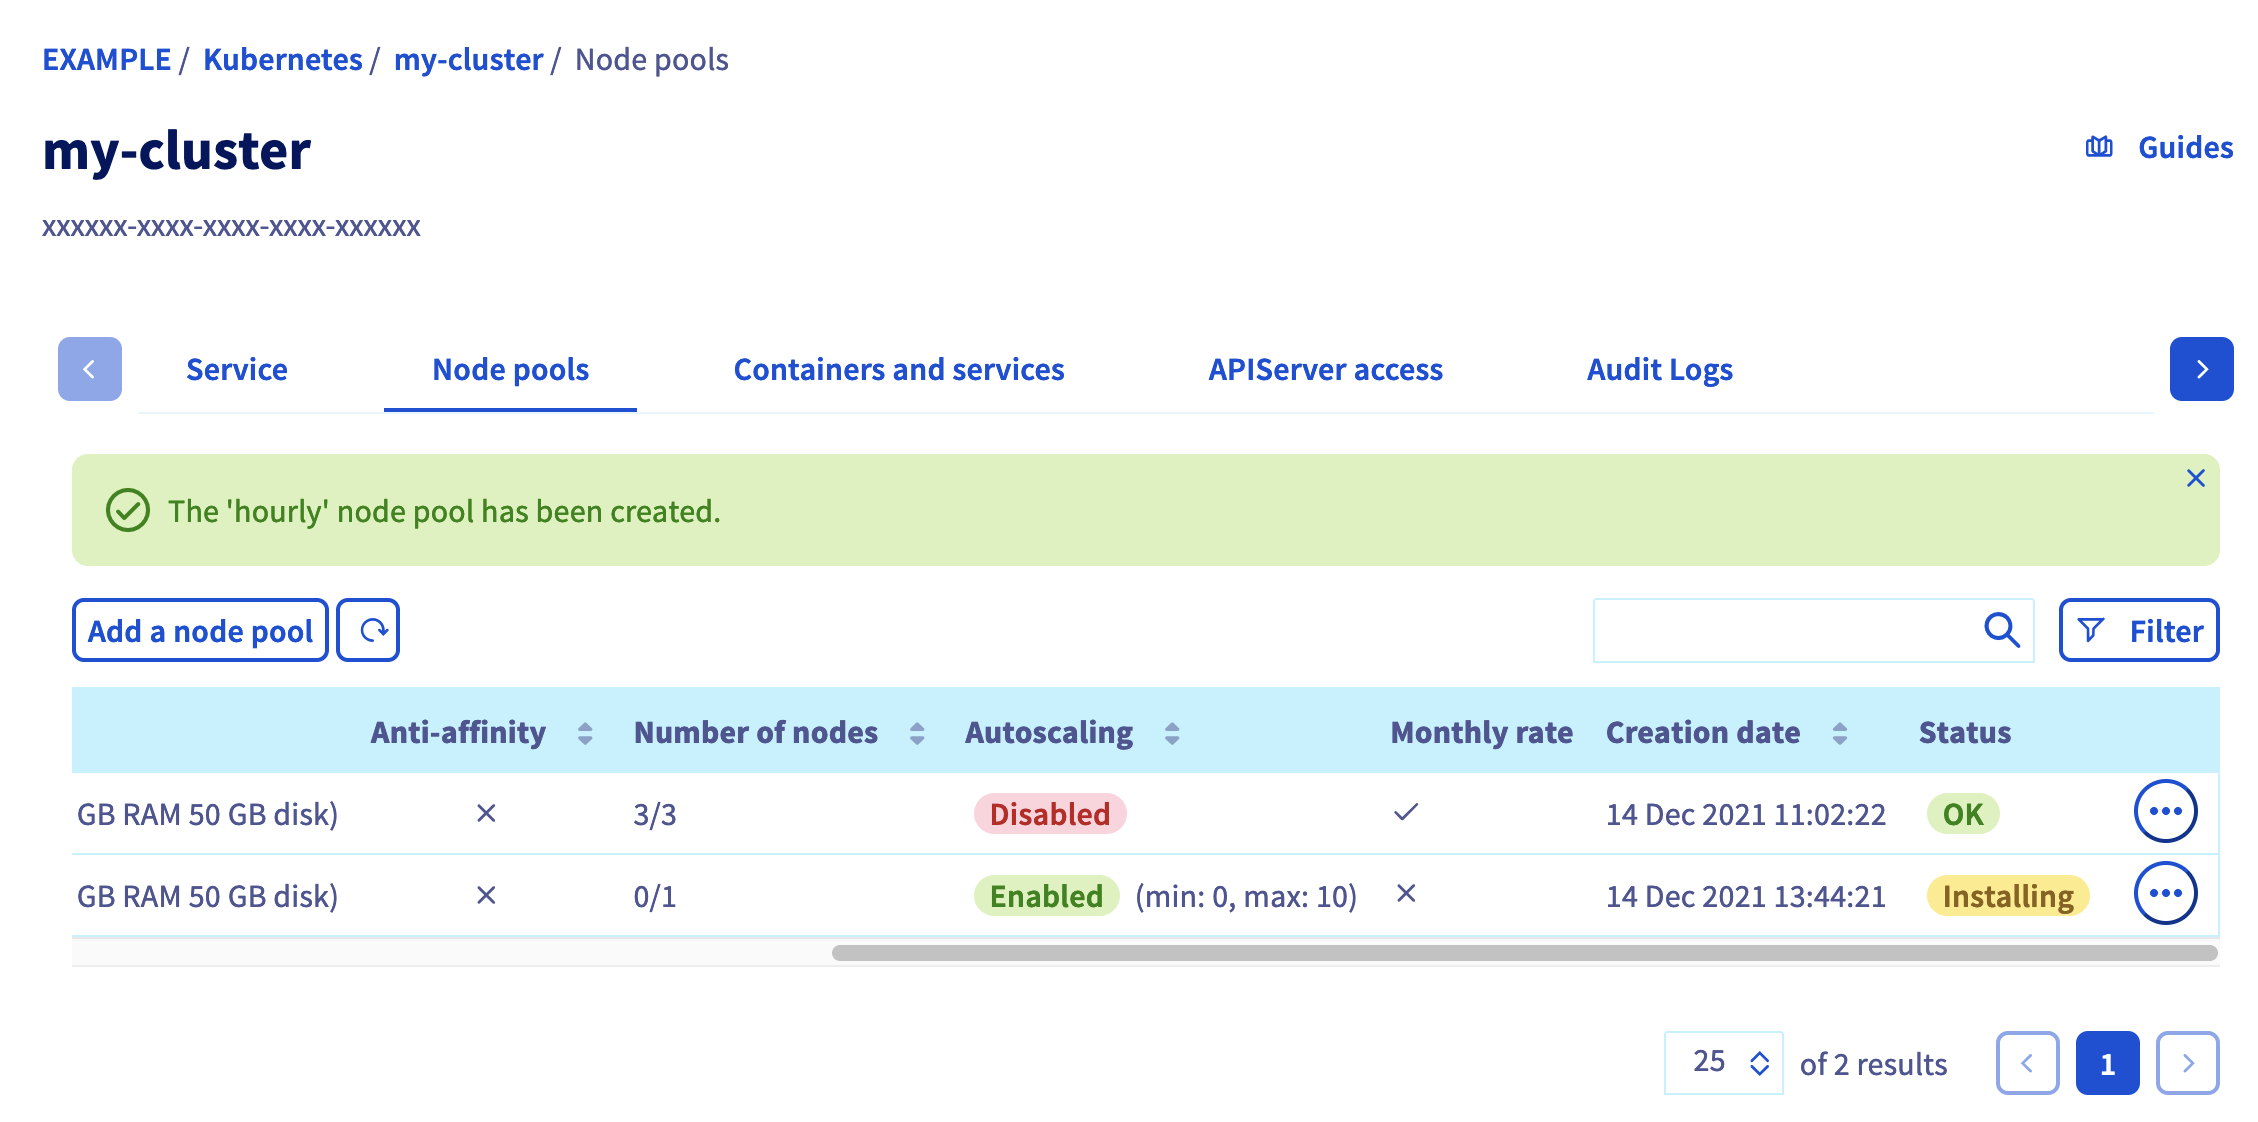 EXAMPLE / Kubernetes / my-cluster / Node pools
my-cluster
Guides
xxxxxx-xxxx-xxxx-xxxx-xxxxxx
Service Node pools Containers and services APIServer access Audit Logs
The 'hourly' node pool has been created.
Add a node pool Filter
Anti-affinity Number of nodes Autoscaling Monthly rate Creation date Status
GB RAM 50 GB disk) 3/3 Disabled 14 Dec 2021 11:02:22 OK
GB RAM 50 GB disk) 0/1 Enabled (min: 0, max: 10) 14 Dec 2021 13:44:21 Installing
25 of 2 results 1